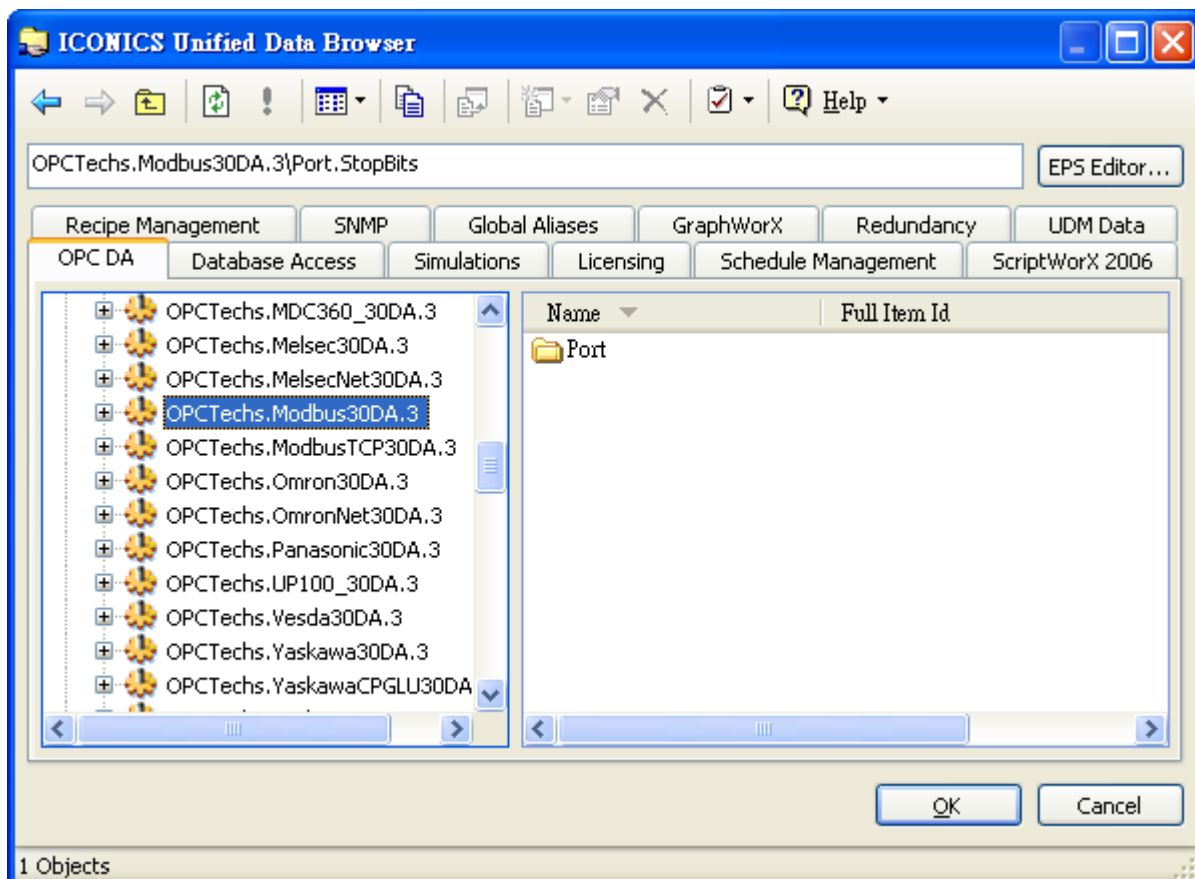 ICONICS Unified Data Browser
Help
OPCTechs.Modbus30DA.3\Port.StopBits
EPS Editor...
Recipe Management SNMP Global Aliases GraphWorX Redundancy UDM Data
OPC DA Database Access Simulations Licensing Schedule Management ScriptWorX 2006
Name Full Item Id
Port
OPCTechs.MDC360_30DA.3
OPCTechs.Melsec30DA.3
OPCTechs.MelsecNet30DA.3
OPCTechs.Modbus30DA.3
OPCTechs.ModbusTCP30DA.3
OPCTechs.Omron30DA.3
OPCTechs.OmronNet30DA.3
OPCTechs.Panasonic30DA.3
OPCTechs.UP100_30DA.3
OPCTechs.Vesda30DA.3
OPCTechs.Yaskawa30DA.3
OPCTechs.YaskawaCPGLU30DA
OK Cancel
1 Objects